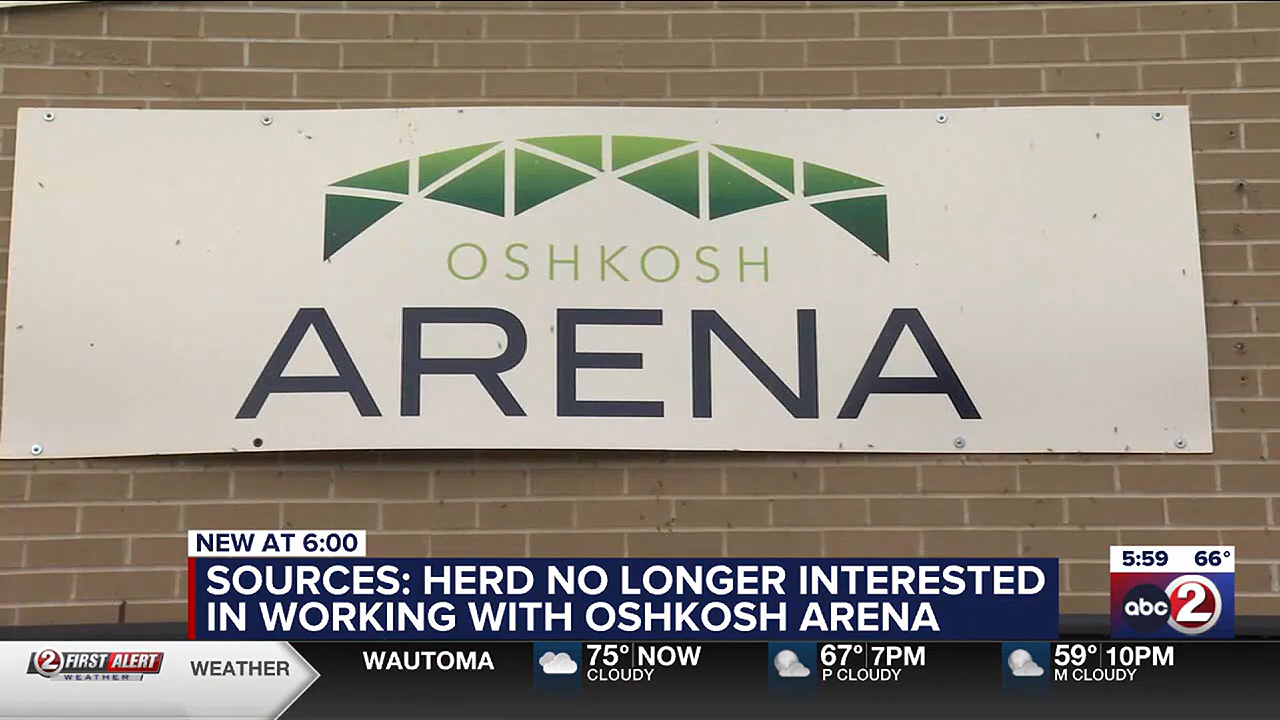 OSHKOSH
ARENA
NEW AT 6:00
SOURCES: HERD NO LONGER INTERESTED
IN WORKING WITH OSHKOSH ARENA
5:59 66°
abc 2
2 FIRST ALERT
WEATHER
WEATHER
WAUTOMA
75° NOW
CLOUDY
67° 7PM
P CLOUDY
59° 10PM
M CLOUDY